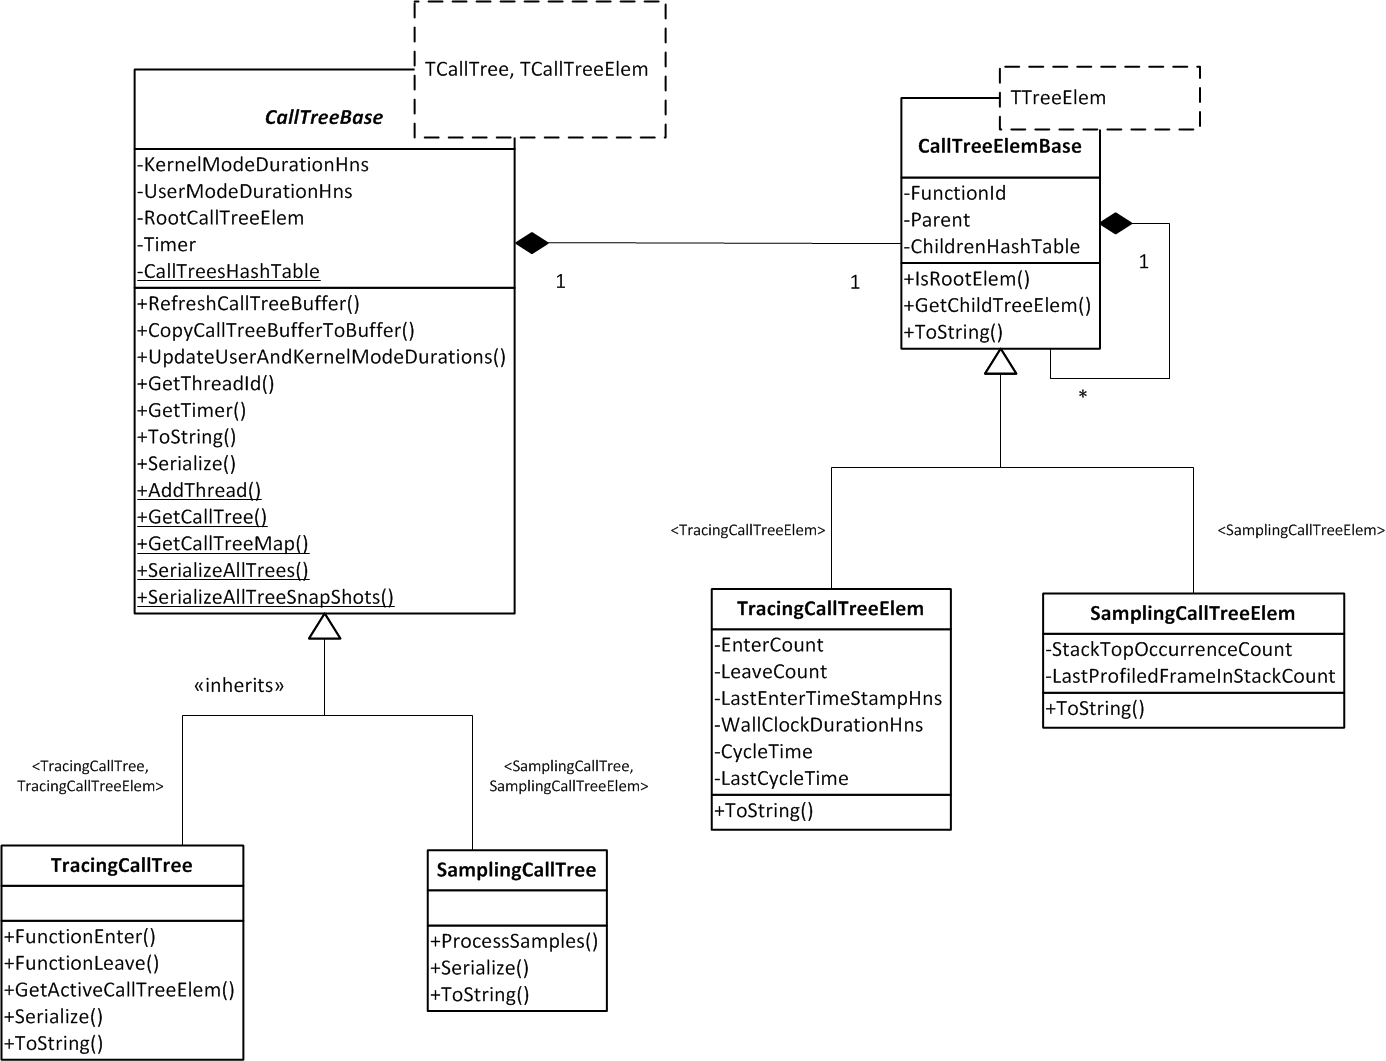 TCallTree, TCallTreeElem
CallTreeBase
-KernelModeDurationHns
-UserModeDurationHns
-RootCallTreeElem
-Timer
-CallTreesHashTable
+RefreshCallTreeBuffer()
+CopyCallTreeBufferToBuffer()
+UpdateUserAndKernelModeDurations()
+GetThreadId()
+GetTimer()
+ToString()
+Serialize()
+AddThread()
+GetCallTree()
+GetCallTreeMap()
+SerializeAllTrees()
+SerializeAllTreeSnapShots()
1
1
TTreeElem
CallTreeElemBase
-FunctionId
-Parent
-ChildrenHashTable
+IsRootElem()
+GetChildTreeElem()
+ToString()
1
*
<TracingCallTreeElem>
<SamplingCallTreeElem>
TracingCallTreeElem
-EnterCount
-LeaveCount
-LastEnterTimeStampHns
-WallClockDurationHns
-CycleTime
-LastCycleTime
+ToString()
SamplingCallTreeElem
-StackTopOccurrenceCount
-LastProfiledFrameInStackCount
+ToString()
«inherits»
<TracingCallTree,
TracingCallTreeElem>
<SamplingCallTree,
SamplingCallTreeElem>
TracingCallTree
+FunctionEnter()
+FunctionLeave()
+GetActiveCallTreeElem()
+Serialize()
+ToString()
SamplingCallTree
+ProcessSamples()
+Serialize()
+ToString()